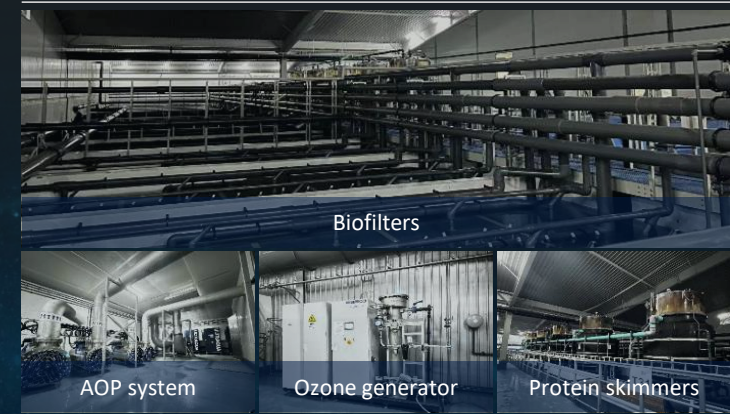 Biofilters
AOP system
Ozone generator
Protein skimmers